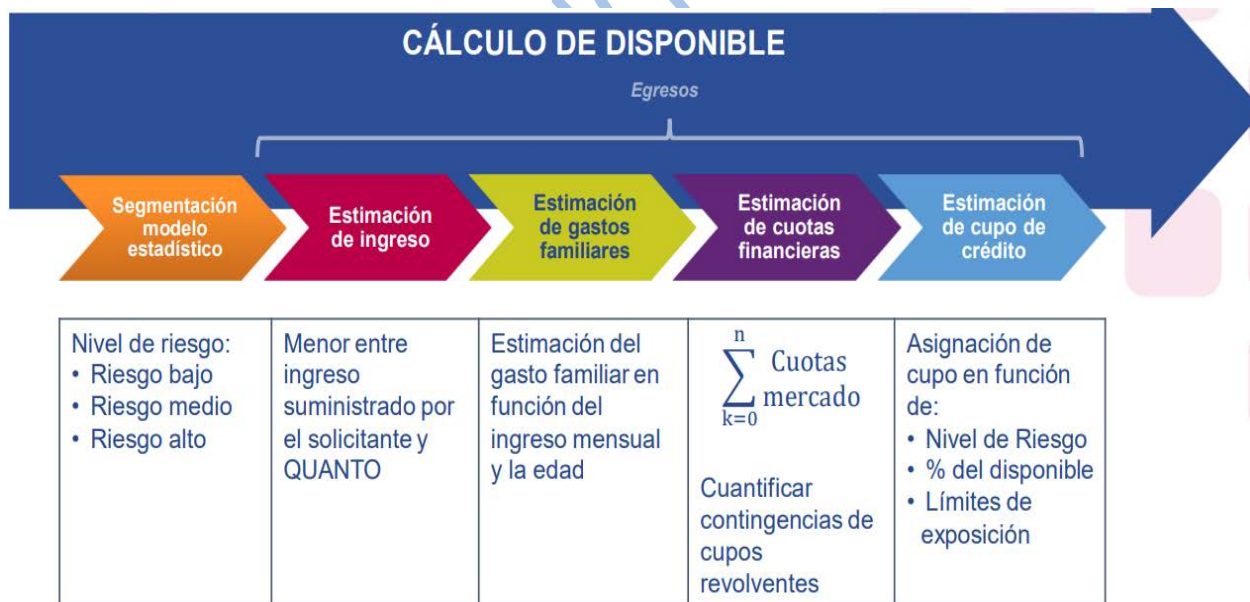 CÁLCULO DE DISPONIBLE
Egresos
Segmentación
modelo
estadístico
Estimación
de ingreso
Estimación
de gastos
familiares
Estimación
de cuotas
financieras
Estimación
de cupo de
crédito
Nivel de riesgo:
• Riesgo bajo
• Riesgo medio
• Riesgo alto
Menor entre
ingreso
suministrado por
el solicitante y
QUANTO
Estimación del
gasto familiar en
función del
ingreso mensual
y la edad
n
∑ Cuotas
mercado
k=0
Cuantificar
contingencias de
cupos
revolventes
Asignación de
cupo en función
de:
• Nivel de Riesgo
• % del disponible
• Límites de
exposición